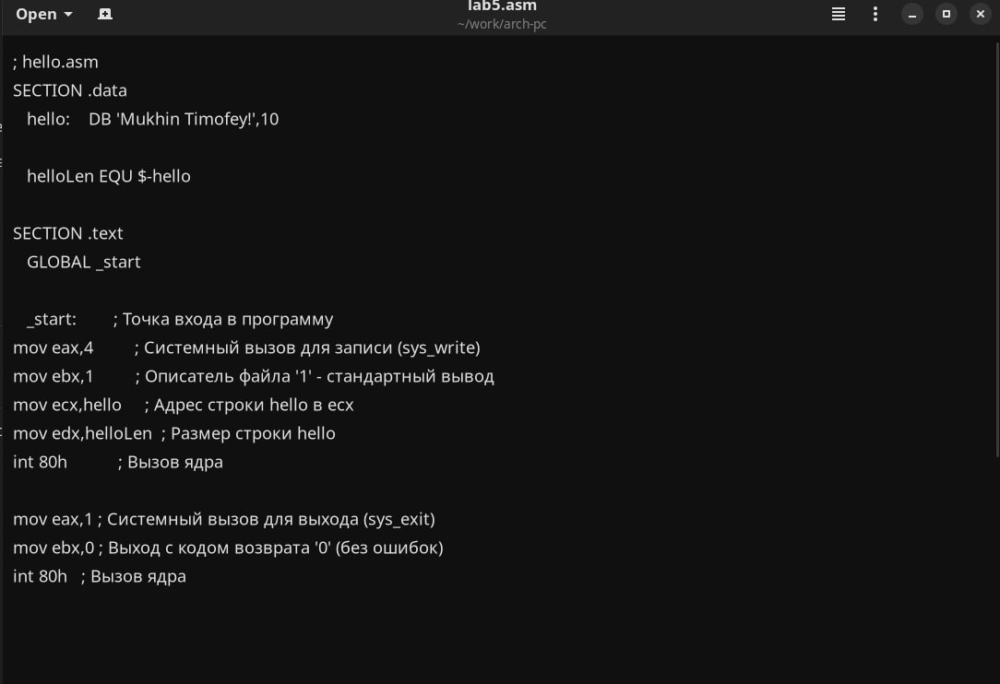 Open
lab5.asm
~/work/arch-pc
; hello.asm
SECTION .data
hello: DB 'Mukhin Timofey!',10
helloLen EQU $-hello
SECTION .text
GLOBAL _start
_start: ; Точка входа в программу
mov eax,4 ; Системный вызов для записи (sys_write)
mov ebx,1 ; Описатель файла '1' - стандартный вывод
mov ecx,hello ; Адрес строки hello в ecx
mov edx,helloLen ; Размер строки hello
int 80h ; Вызов ядра
mov eax,1 ; Системный вызов для выхода (sys_exit)
mov ebx,0 ; Выход с кодом возврата '0' (без ошибок)
int 80h ; Вызов ядра